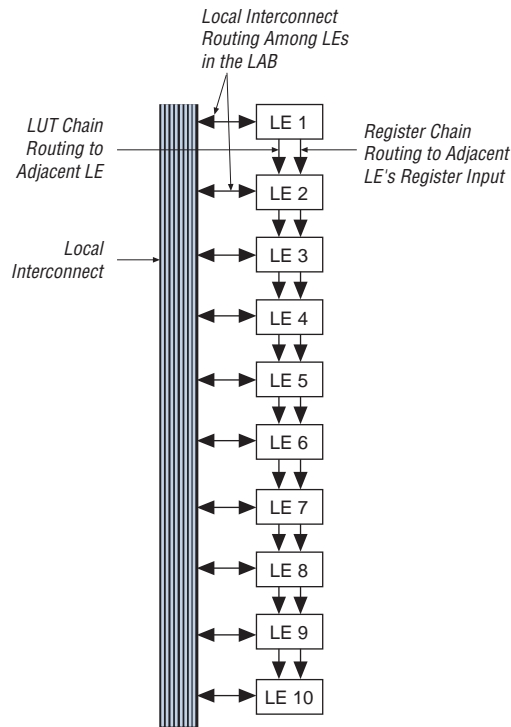 Local Interconnect
Routing Among LEs
in the LAB
LUT Chain
Routing to
Adjacent LE
Register Chain
Routing to Adjacent
LE's Register Input
Local
Interconnect
LE 1
LE 2
LE 3
LE 4
LE 5
LE 6
LE 7
LE 8
LE 9
LE 10